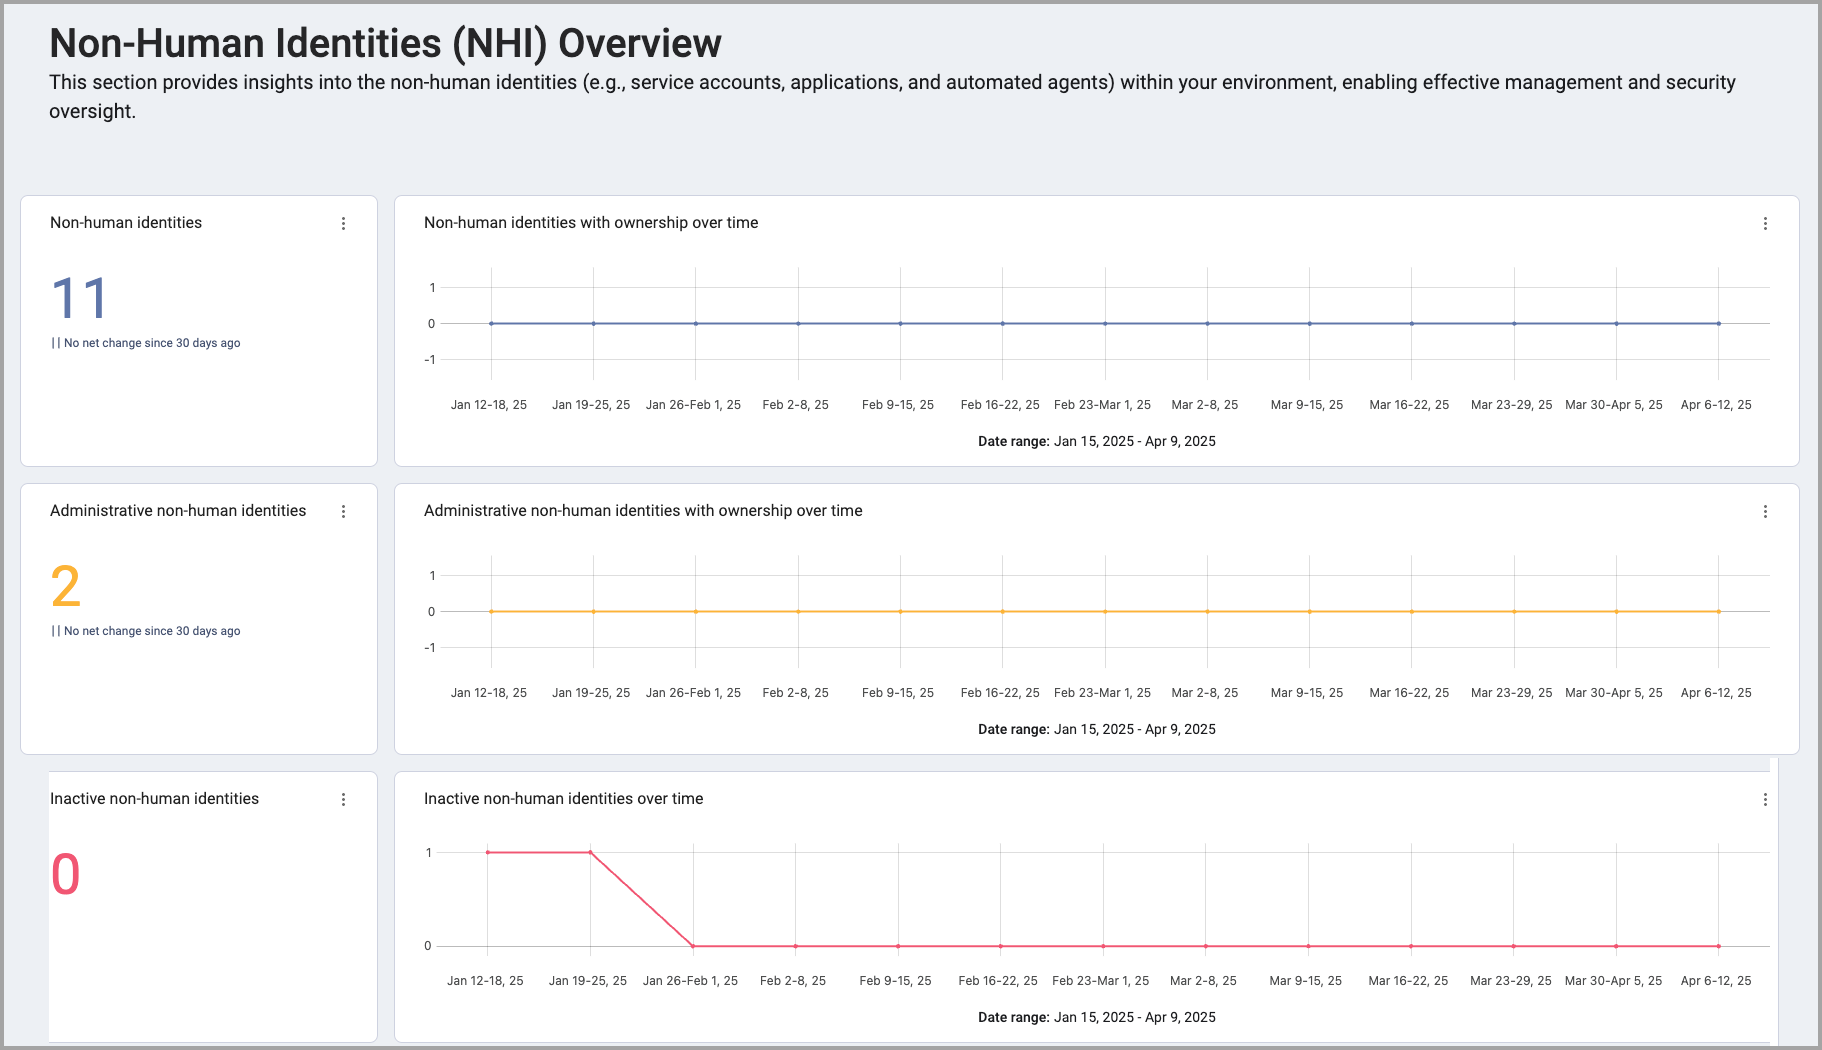 Non-Human Identities (NHI) Overview
This section provides insights into the non-human identities (e.g., service accounts, applications, and automated agents) within your environment, enabling effective management and security
oversight.
Non-human identities
11
|| No net change since 30 days ago
Non-human identities with ownership over time
1
0
-1
Jan 12-18, 25 Jan 19-25, 25 Jan 26-Feb 1, 25 Feb 2-8, 25 Feb 9-15, 25 Feb 16-22, 25 Feb 23-Mar 1, 25 Mar 2-8, 25 Mar 9-15, 25 Mar 16-22, 25 Mar 23-29, 25 Mar 30-Apr 5, 25 Apr 6-12, 25
Date range: Jan 15, 2025 - Apr 9, 2025
Administrative non-human identities
2
|| No net change since 30 days ago
Administrative non-human identities with ownership over time
1
0
-1
Jan 12-18, 25 Jan 19-25, 25 Jan 26-Feb 1, 25 Feb 2-8, 25 Feb 9-15, 25 Feb 16-22, 25 Feb 23-Mar 1, 25 Mar 2-8, 25 Mar 9-15, 25 Mar 16-22, 25 Mar 23-29, 25 Mar 30-Apr 5, 25 Apr 6-12, 25
Date range: Jan 15, 2025 - Apr 9, 2025
Inactive non-human identities
0
Inactive non-human identities over time
1
0
Jan 12-18, 25 Jan 19-25, 25 Jan 26-Feb 1, 25 Feb 2-8, 25 Feb 9-15, 25 Feb 16-22, 25 Feb 23-Mar 1, 25 Mar 2-8, 25 Mar 9-15, 25 Mar 16-22, 25 Mar 23-29, 25 Mar 30-Apr 5, 25 Apr 6-12, 25
Date range: Jan 15, 2025 - Apr 9, 2025